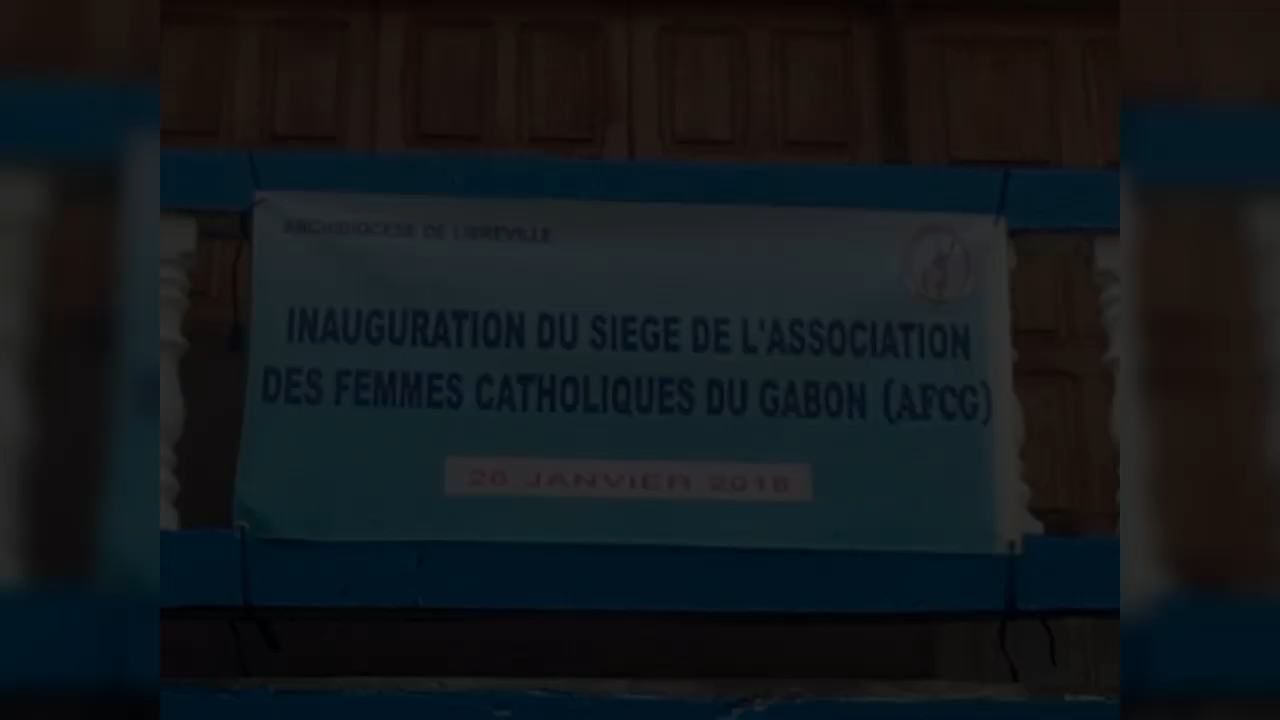 ARCHIDIOCESE DE LIBREVILLE
INAUGURATION DU SIEGE DE L'ASSOCIATION
DES FEMMES CATHOLIQUES DU GABON (AFCG)
JANVIER